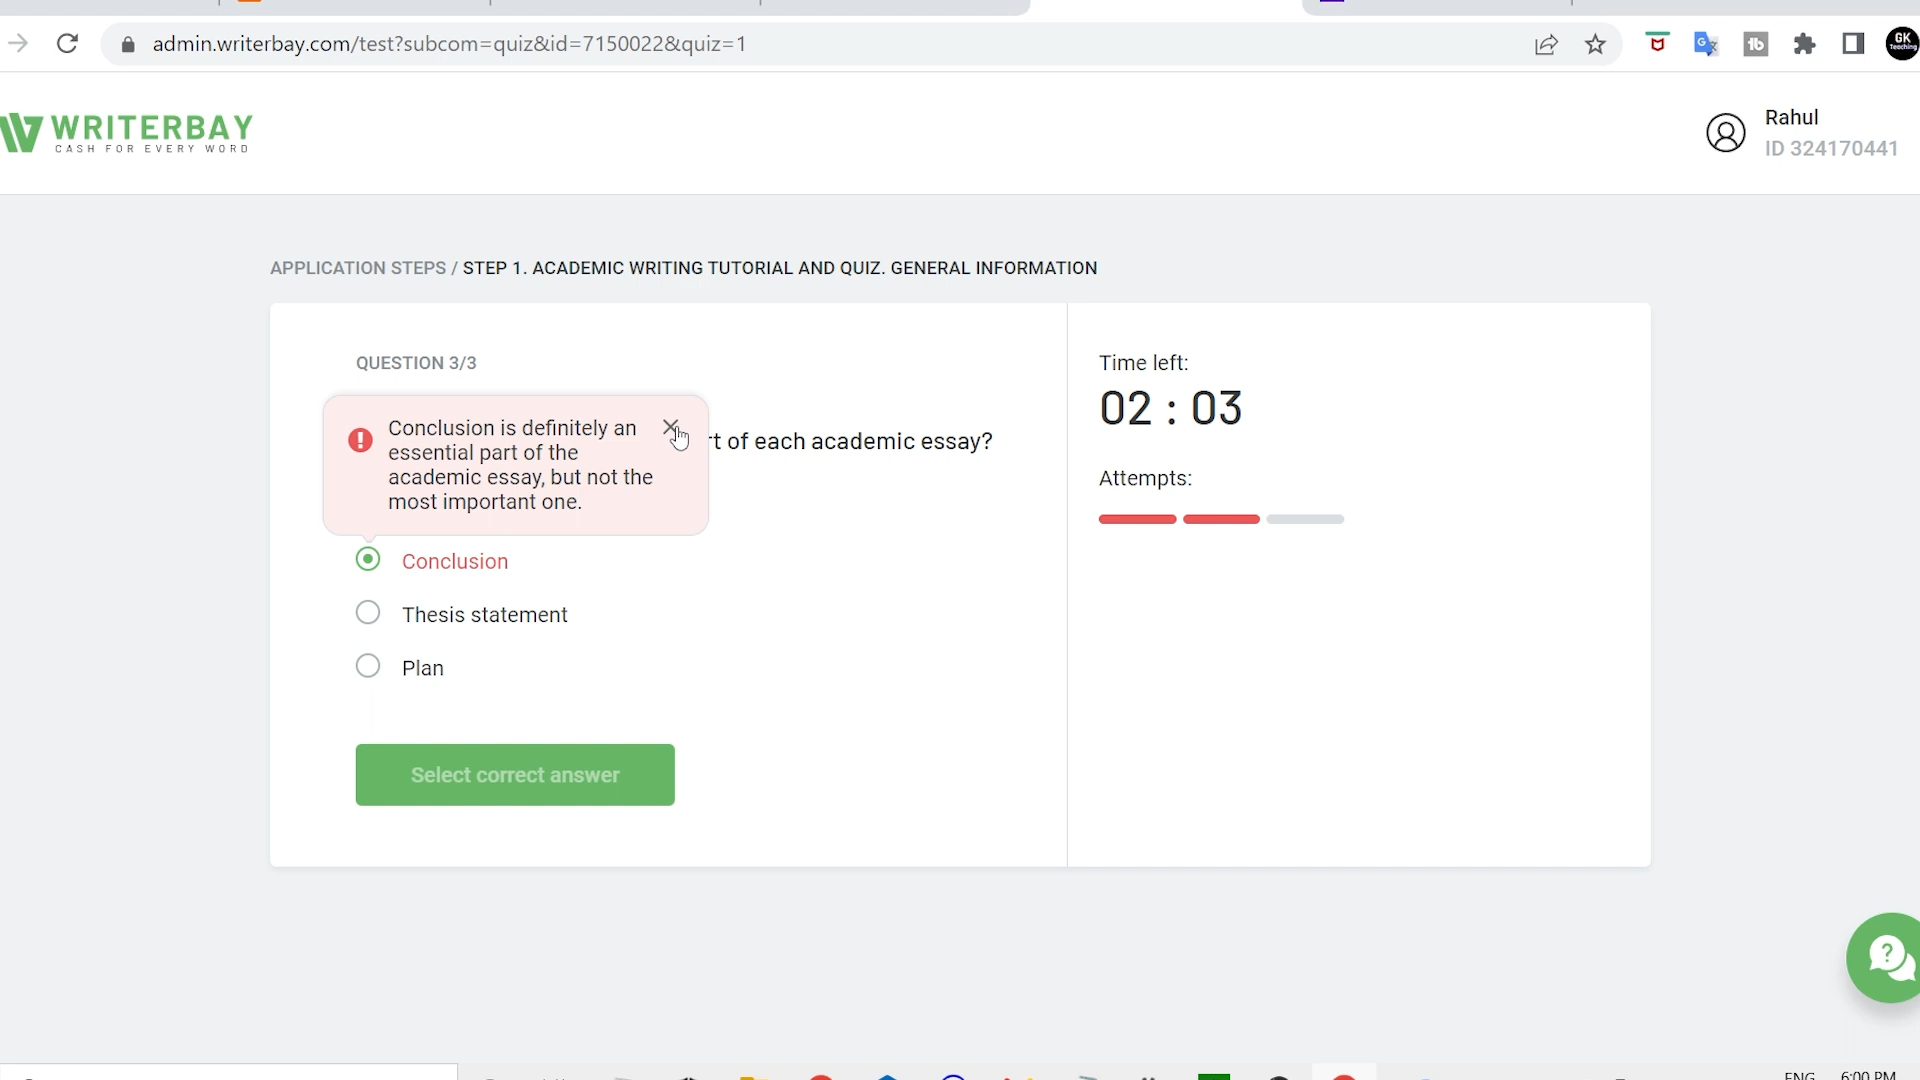 admin.writerbay.com/test?subcom=quiz&id=7150022&quiz=1
GK
Teaching
WRITERBAY
CASH FOR EVERY WORD
Rahul
ID 324170441
APPLICATION STEPS / STEP 1. ACADEMIC WRITING TUTORIAL AND QUIZ. GENERAL INFORMATION
QUESTION 3/3
Conclusion is definitely an
essential part of the
academic essay, but not the
most important one.
rt of each academic essay?
Conclusion
Thesis statement
Plan
Select correct answer
Time left:
02 : 03
Attempts:
ENG
6:00 PM